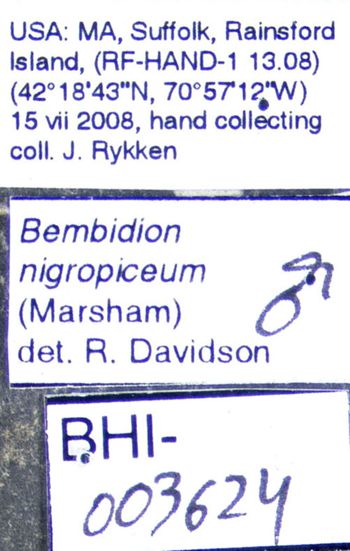 USA: MA, Suffolk, Rainsford
Island, (RF-HAND-1 13.08)
(42°18'43"N, 70°57'12"W)
15 vii 2008, hand collecting
coll. J. Rykken
Bembidion
nigropiceum
(Marsham) ♂
det. R. Davidson
BHI-
003624